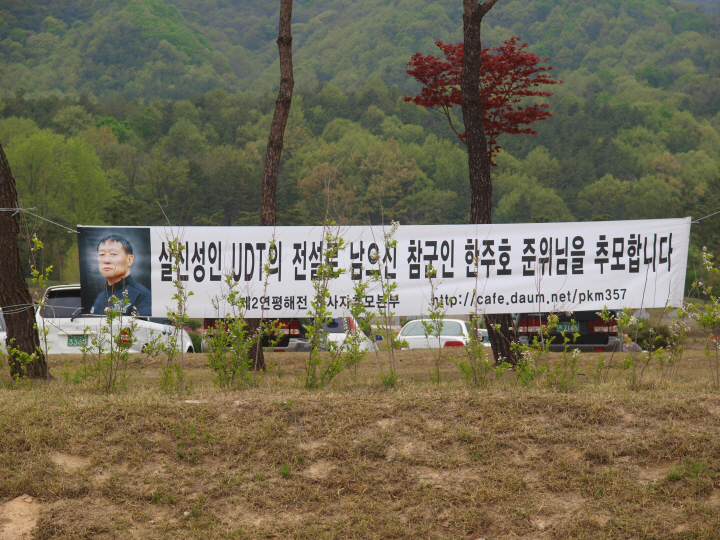 살신성인 UDT의 전설로 남으신 참군인 한주호 준위님을 추모합니다
제2연평해전 전사자추모본부 http://cafe.daum.net/pkm357